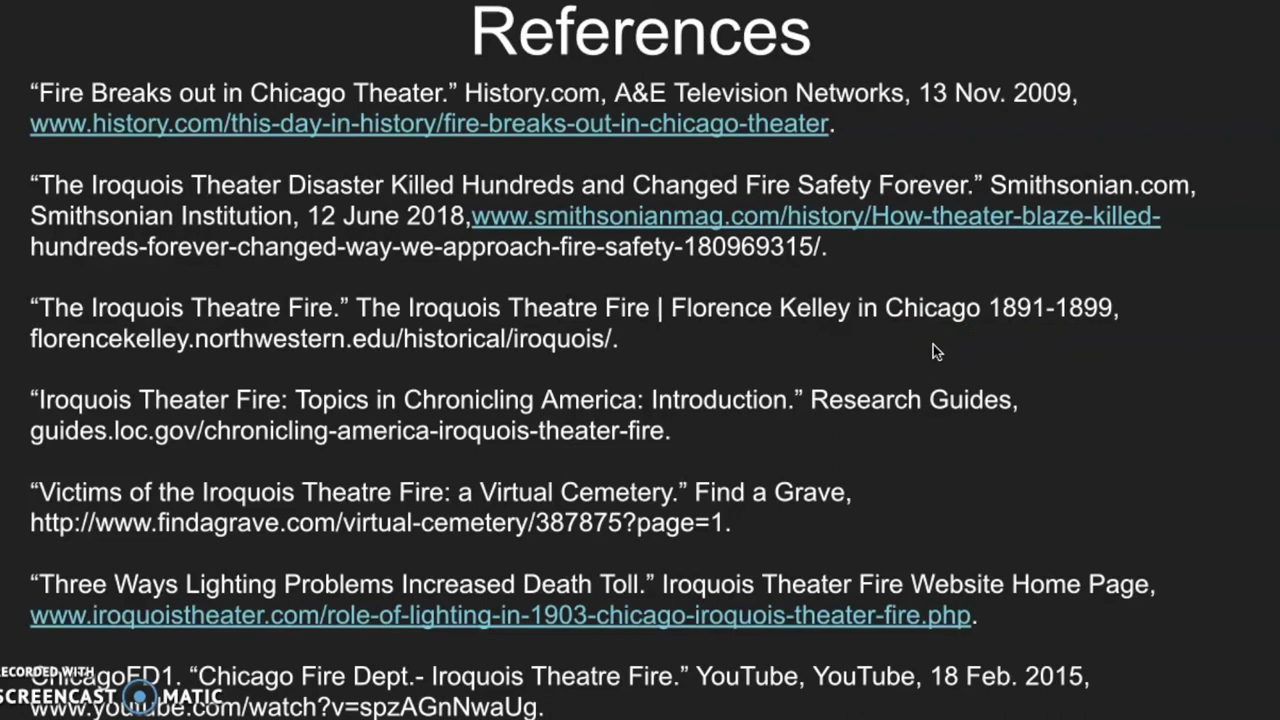 References
“Fire Breaks out in Chicago Theater.” History.com, A&E Television Networks, 13 Nov. 2009,
www.history.com/this-day-in-history/fire-breaks-out-in-chicago-theater.
“The Iroquois Theater Disaster Killed Hundreds and Changed Fire Safety Forever.” Smithsonian.com,
Smithsonian Institution, 12 June 2018,www.smithsonianmag.com/history/How-theater-blaze-killed-
hundreds-forever-changed-way-we-approach-fire-safety-180969315/.
“The Iroquois Theatre Fire.” The Iroquois Theatre Fire | Florence Kelley in Chicago 1891-1899,
florencekelley.northwestern.edu/historical/iroquois/.
“Iroquois Theater Fire: Topics in Chronicling America: Introduction.” Research Guides,
guides.loc.gov/chronicling-america-iroquois-theater-fire.
“Victims of the Iroquois Theatre Fire: a Virtual Cemetery.” Find a Grave,
http://www.findagrave.com/virtual-cemetery/387875?page=1.
“Three Ways Lighting Problems Increased Death Toll.” Iroquois Theater Fire Website Home Page,
www.iroquoistheater.com/role-of-lighting-in-1903-chicago-iroquois-theater-fire.php.
ChicagoFD1. “Chicago Fire Dept.- Iroquois Theatre Fire.” YouTube, YouTube, 18 Feb. 2015,
www.youtube.com/watch?v=spzAGnNwaUg.
RECORDED WITH
SCREENCAST MATIC